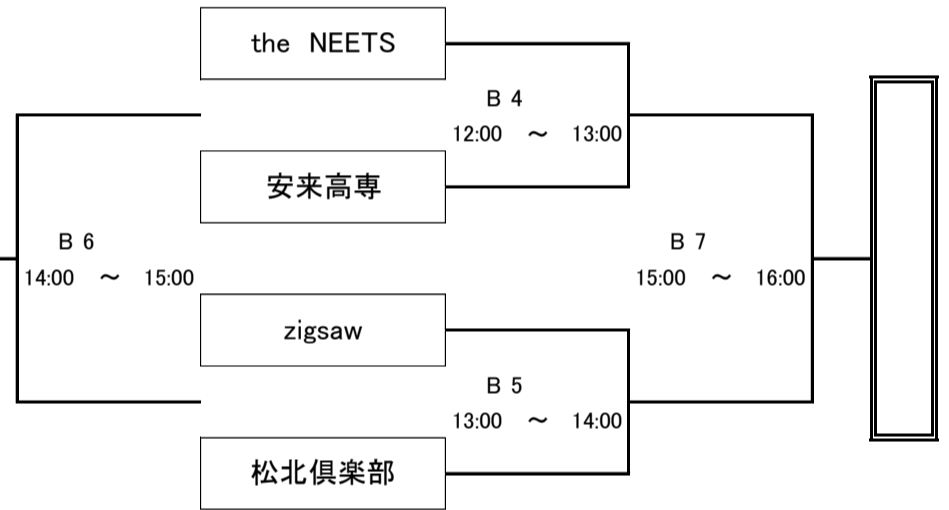 the NEETS
B 4
12:00 ～ 13:00
安来高専
B 6
14:00 ～ 15:00
B 7
15:00 ～ 16:00
zigsaw
B 5
13:00 ～ 14:00
松北倶楽部